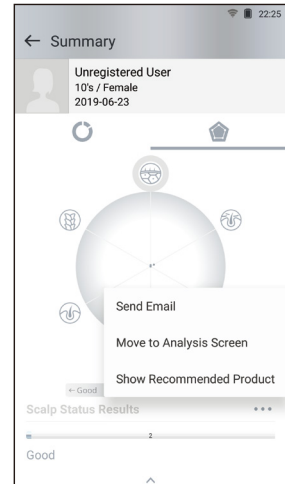 22:25
← Summary
Unregistered User
10's / Female
2019-06-23
Send Email
Move to Analysis Screen
Show Recommended Product
← Good
Scalp Status Results
2
Good